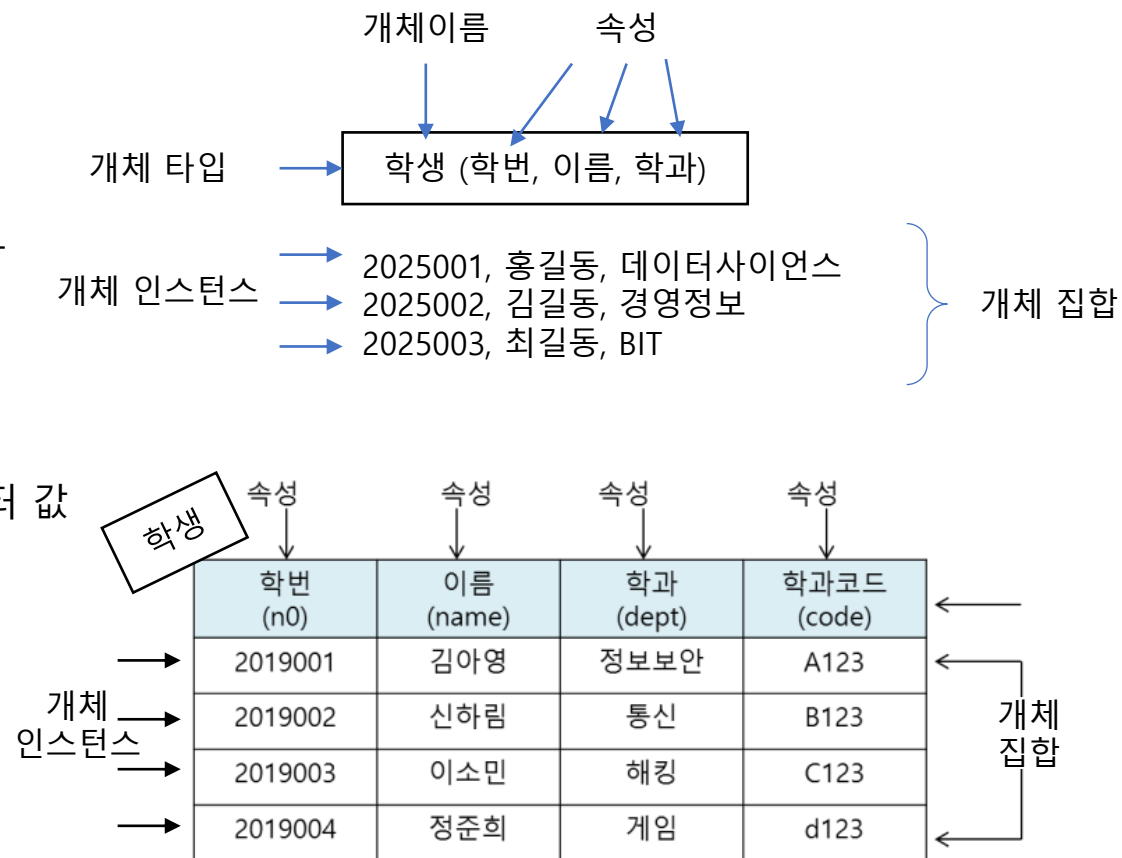 개체이름 속성
개체 타입
학생 (학번, 이름, 학과)
개체 인스턴스
2025001, 홍길동, 데이터사이언스
2025002, 김길동, 경영정보
2025003, 최길동, BIT
개체 집합
값
학생
속성 속성 속성 속성
학번 이름 학과 학과코드
(n0) (name) (dept) (code)
2019001 김아영 정보보안 A123
2019002 신하림 통신 B123
2019003 이소민 해킹 C123
2019004 정준희 게임 d123
개체
인스턴스
개체
집합